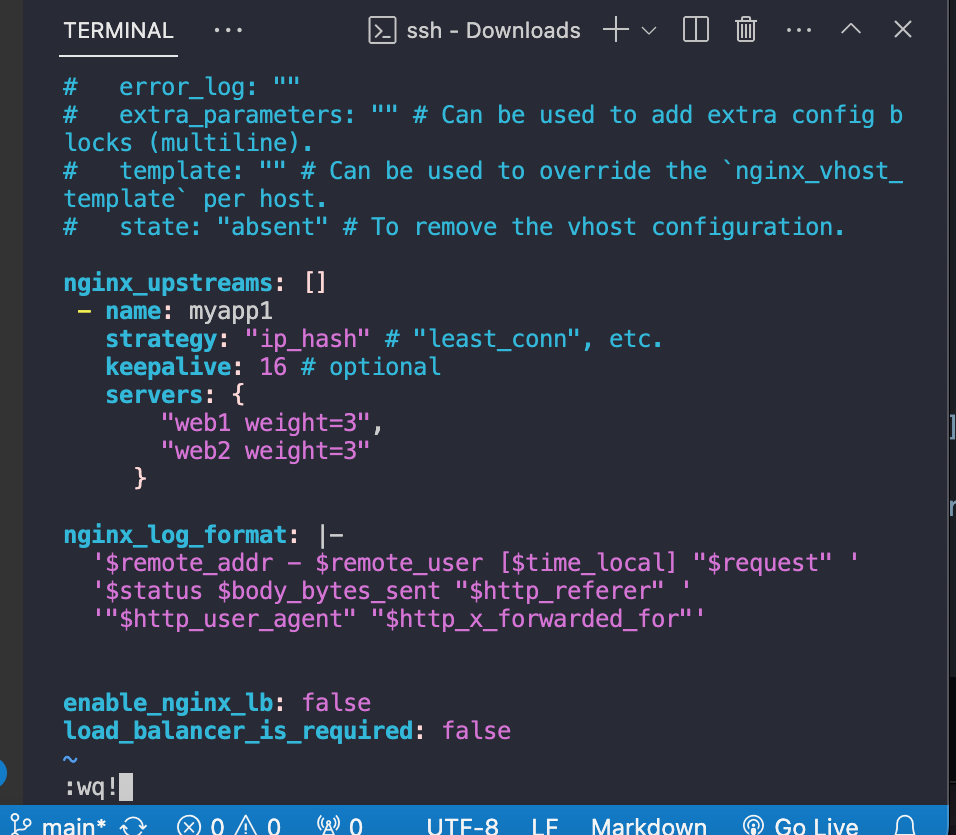 TERMINAL ··· ssh - Downloads ···
#   error_log: ""
#   extra_parameters: "" # Can be used to add extra config b
locks (multiline).
#   template: "" # Can be used to override the `nginx_vhost_
template` per host.
#   state: "absent" # To remove the vhost configuration.
nginx_upstreams: []
 - name: myapp1
   strategy: "ip_hash" # "least_conn", etc.
   keepalive: 16 # optional
   servers: {
       "web1 weight=3",
       "web2 weight=3"
     }
nginx_log_format: |-
  '$remote_addr - $remote_user [$time_local] "$request" '
  '$status $body_bytes_sent "$http_referer" '
  '"$http_user_agent" "$http_x_forwarded_for"'
enable_nginx_lb: false
load_balancer_is_required: false
~
:wq!
main* 0 0 0 UTF-8 LF Markdown Go Live